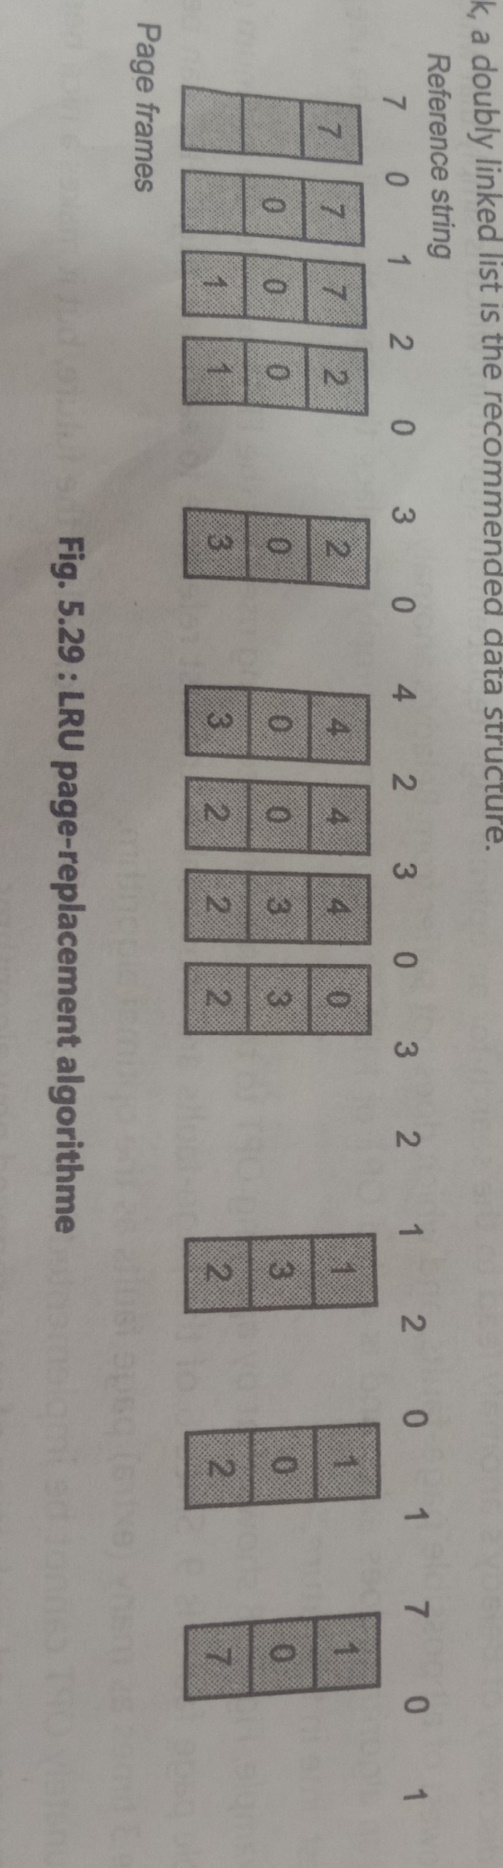 k, a doubly linked list is the recommended data structure.
Reference string
7 0 1 2 0 3 0 4 2 3 0 3 2 1 2 0 1 7 0 1
7 7 7 2 2 4 4 4 0 1 1 1
0 0 0 0 0 0 3 3 3 0 0
1 1 3 3 2 2 2 2 2 7
Page frames
Fig. 5.29 : LRU page-replacement algorithme